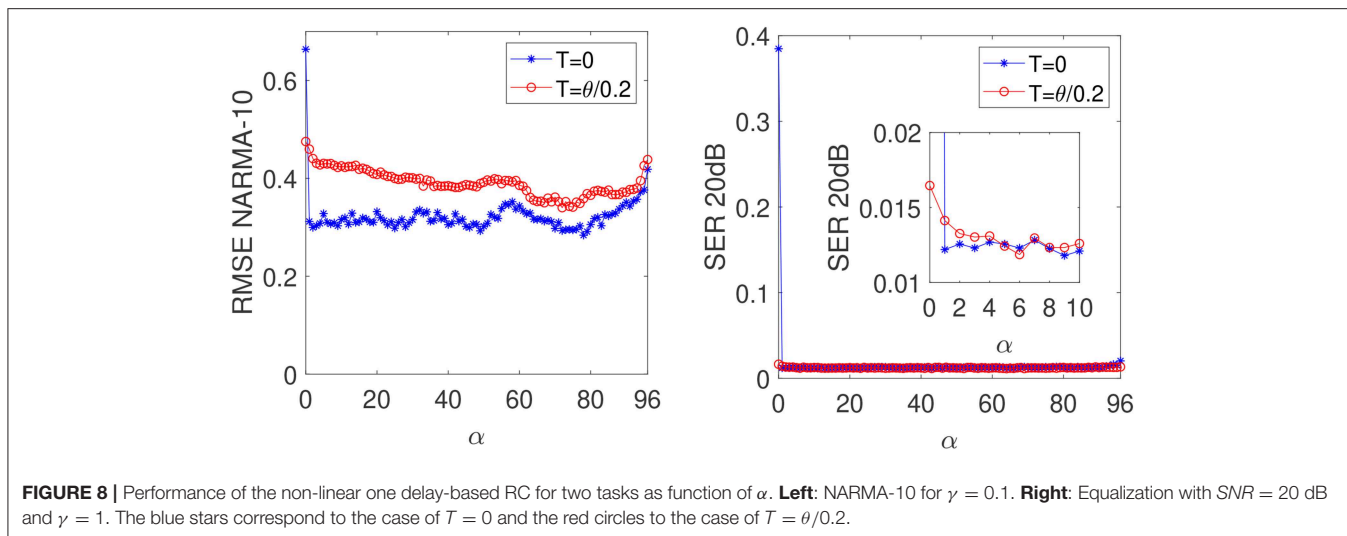 RMSE NARMA-10
0.6
0.4
0.2
0
0 20 40 60 80 96
α
T=0
T=θ/0.2
SER 20dB
0.4
0.3
0.2
0.1
0
0 20 40 60 80 96
α
T=0
T=θ/0.2
SER 20dB
0.02
0.015
0.01
0 2 4 6 8 10
α
FIGURE 8 | Performance of the non-linear one delay-based RC for two tasks as function of α. Left: NARMA-10 for γ = 0.1. Right: Equalization with SNR = 20 dB
and γ = 1. The blue stars correspond to the case of T = 0 and the red circles to the case of T = θ/0.2.